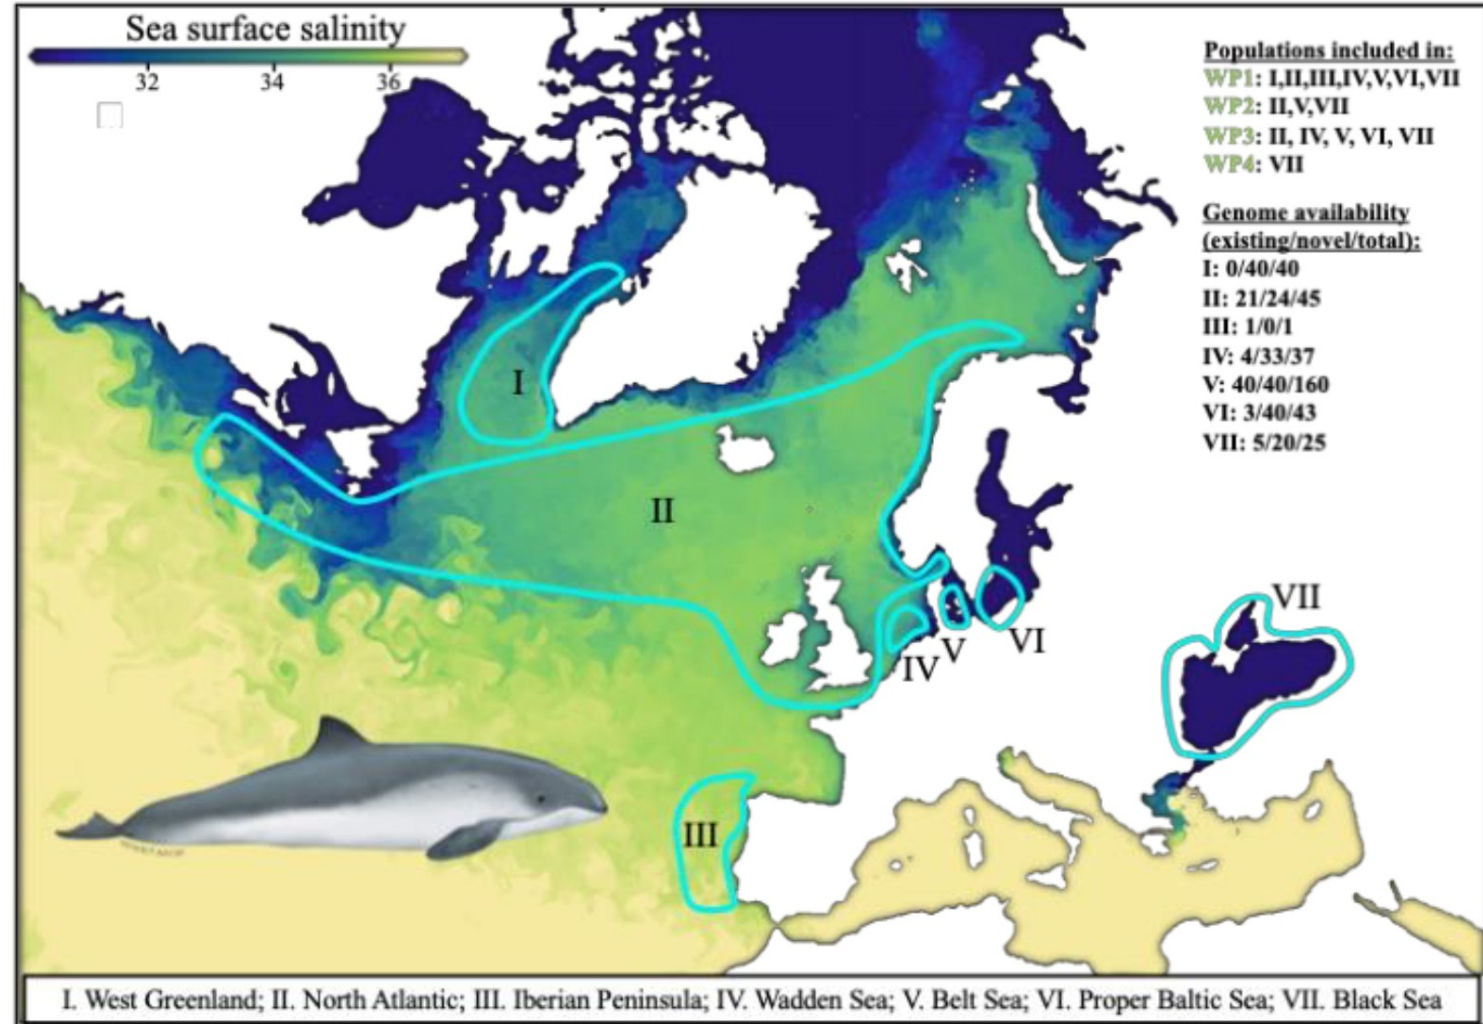 Sea surface salinity
32 34 36
Populations included in:
WP1: I,II,III,IV,V,VI,VII
WP2: II,V,VII
WP3: II, IV, V, VI, VII
WP4: VII
Genome availability
(existing/novel/total):
I: 0/40/40
II: 21/24/45
III: 1/0/1
IV: 4/33/37
V: 40/40/160
VI: 3/40/43
VII: 5/20/25
I
II
VII
VI
V
IV
III
I. West Greenland; II. North Atlantic; III. Iberian Peninsula; IV. Wadden Sea; V. Belt Sea; VI. Proper Baltic Sea; VII. Black Sea